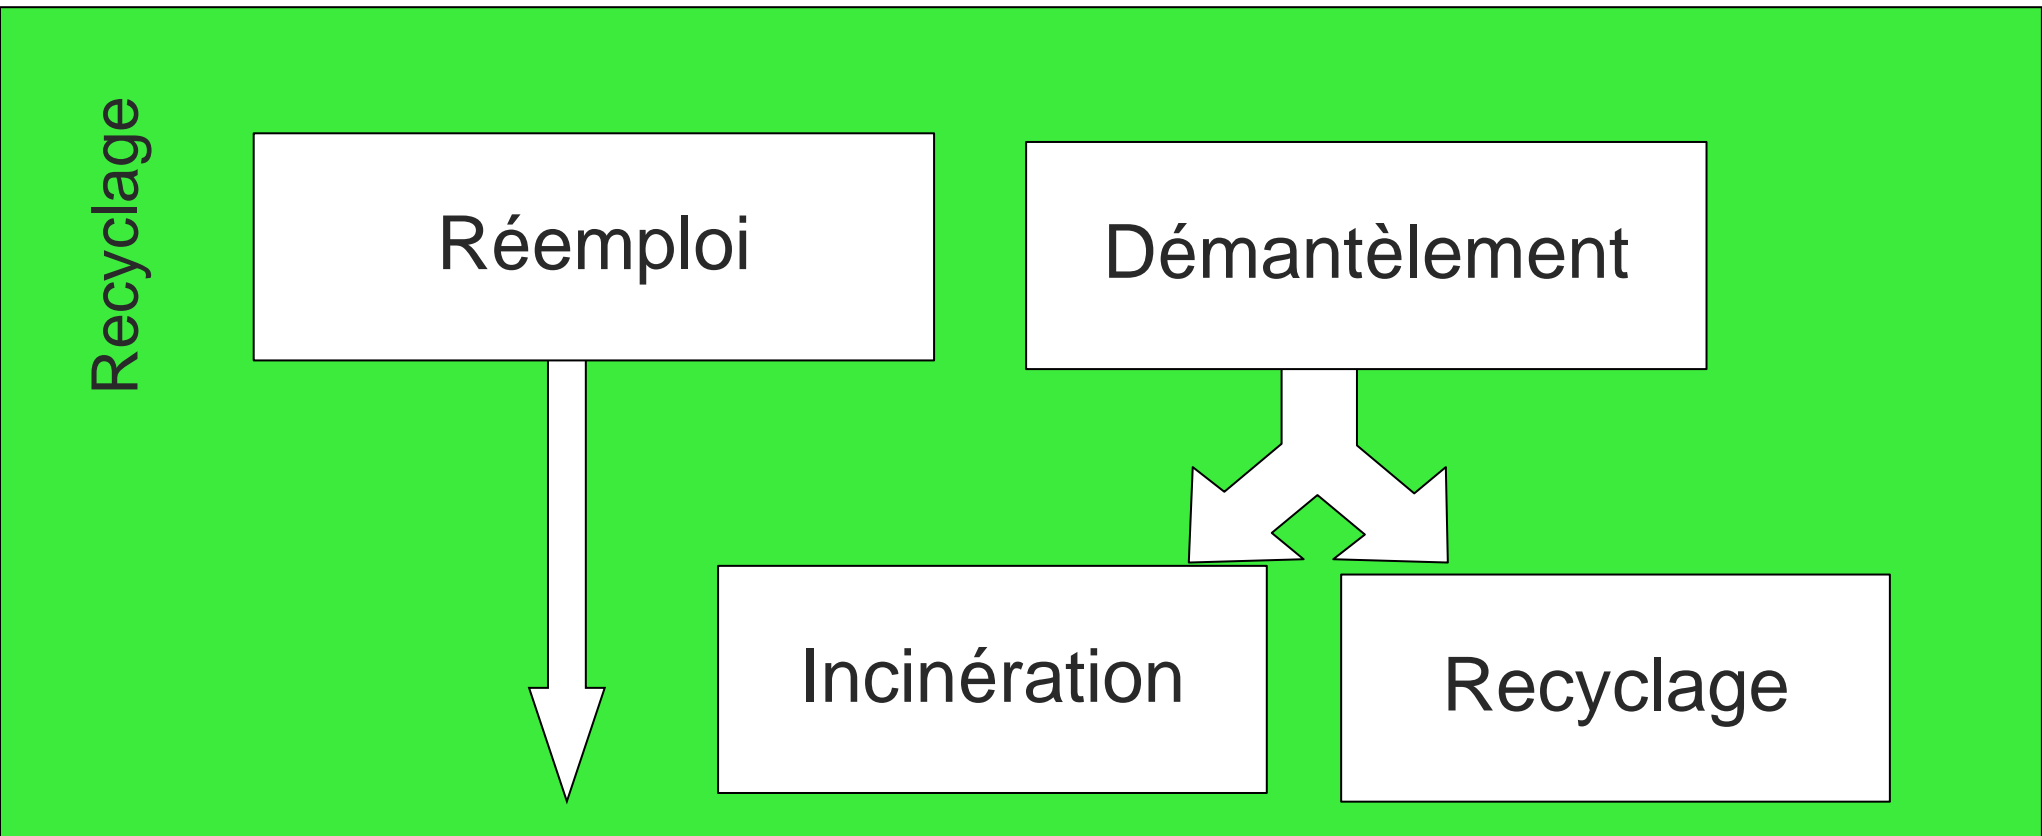 Recyclage
Réemploi
Démantèlement
Incinération
Recyclage